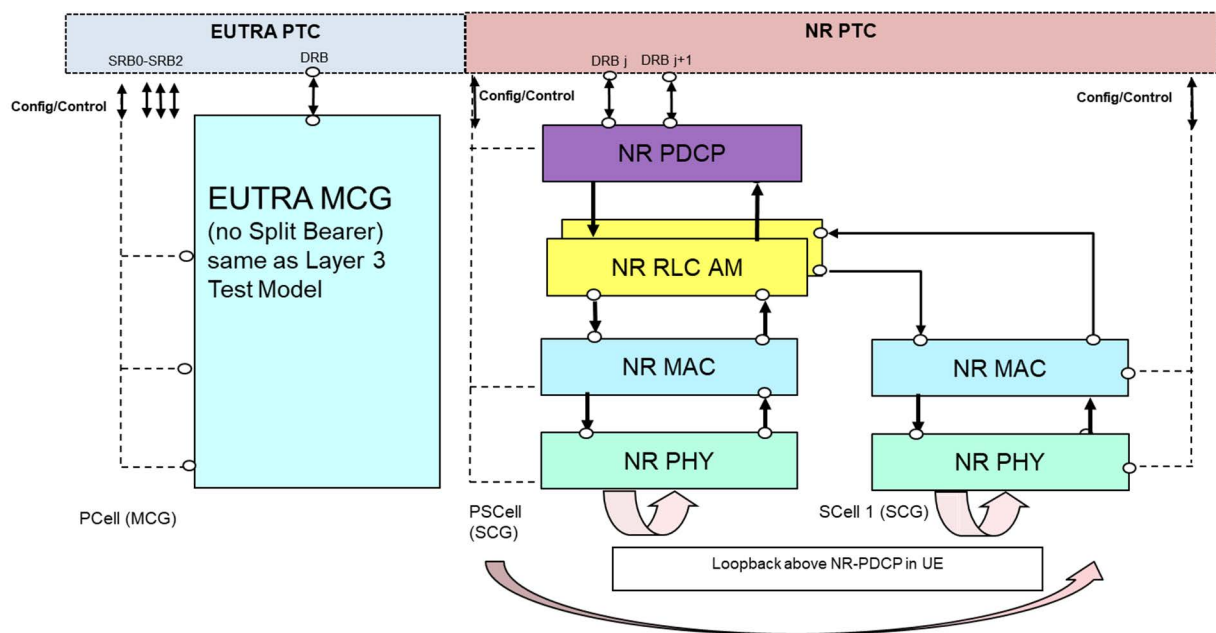 EUTRA PTC
NR PTC
SRB0-SRB2
DRB
DRB j
DRB j+1
Config/Control
Config/Control
Config/Control
NR PDCP
EUTRA MCG
(no Split Bearer)
same as Layer 3
Test Model
NR RLC AM
NR MAC
NR MAC
NR PHY
NR PHY
PCell (MCG)
PSCell
(SCG)
SCell 1 (SCG)
Loopback above NR-PDCP in UE